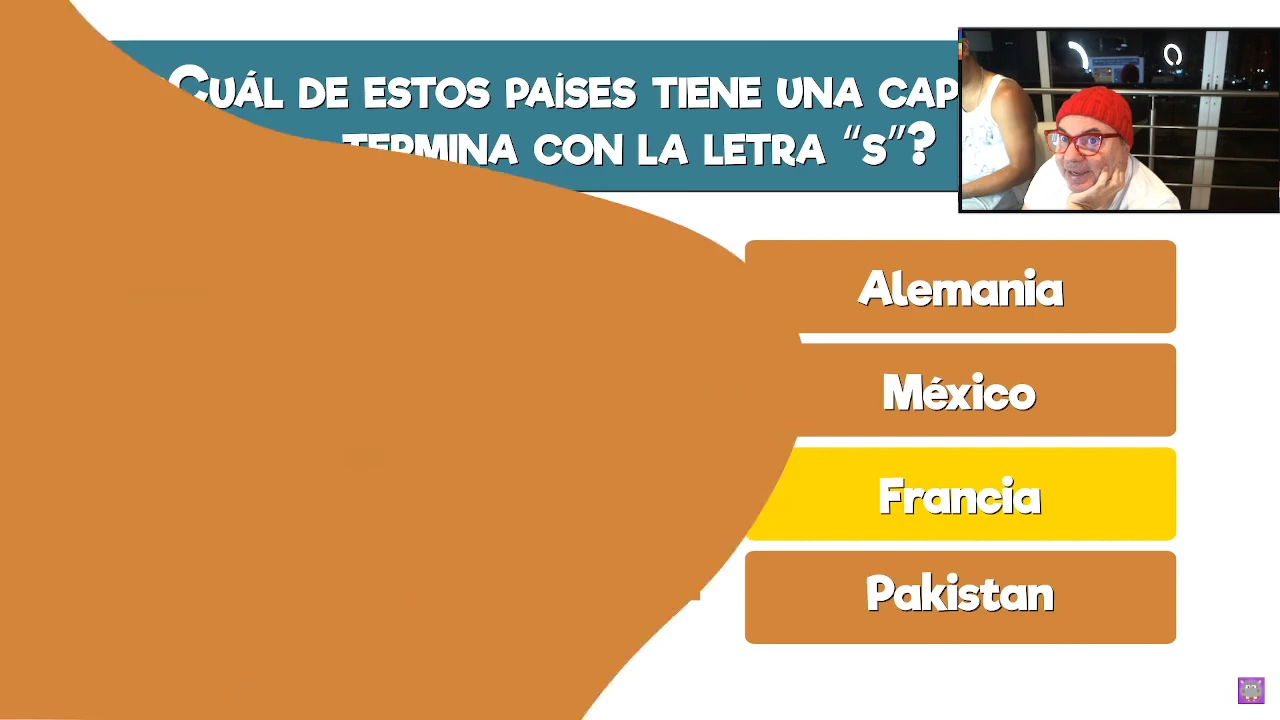 CUÁL DE ESTOS PAÍSES TIENE UNA CAP
TERMINA CON LA LETRA “S”?
Alemania
México
Francia
Pakistan